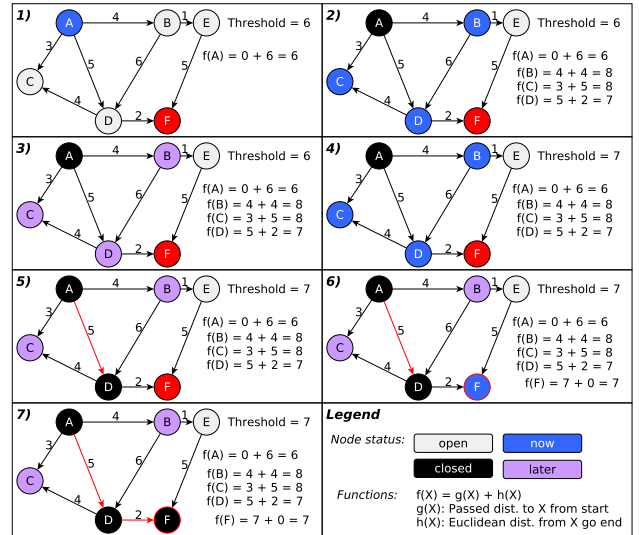 1)
A
4
B
1
E
Threshold = 6
3
5
6
5
f(A) = 0 + 6 = 6
C
4
D
2
F
2)
A
4
B
1
E
Threshold = 6
3
5
6
5
f(A) = 0 + 6 = 6
f(B) = 4 + 4 = 8
f(C) = 3 + 5 = 8
f(D) = 5 + 2 = 7
C
4
D
2
F
3)
A
4
B
1
E
Threshold = 6
3
5
6
5
f(A) = 0 + 6 = 6
f(B) = 4 + 4 = 8
f(C) = 3 + 5 = 8
f(D) = 5 + 2 = 7
C
4
D
2
F
4)
A
4
B
1
E
Threshold = 7
3
5
6
5
f(A) = 0 + 6 = 6
f(B) = 4 + 4 = 8
f(C) = 3 + 5 = 8
f(D) = 5 + 2 = 7
C
4
D
2
F
5)
A
4
B
1
E
Threshold = 7
3
5
6
5
f(A) = 0 + 6 = 6
f(B) = 4 + 4 = 8
f(C) = 3 + 5 = 8
f(D) = 5 + 2 = 7
C
4
D
2
F
6)
A
4
B
1
E
Threshold = 7
3
5
6
5
f(A) = 0 + 6 = 6
f(B) = 4 + 4 = 8
f(C) = 3 + 5 = 8
f(D) = 5 + 2 = 7
f(F) = 7 + 0 = 7
C
4
D
2
F
7)
A
4
B
1
E
Threshold = 7
3
5
6
5
f(A) = 0 + 6 = 6
f(B) = 4 + 4 = 8
f(C) = 3 + 5 = 8
f(D) = 5 + 2 = 7
f(F) = 7 + 0 = 7
C
4
D
2
F
Legend
Node status:
open
now
closed
later
Functions:
f(X) = g(X) + h(X)
g(X): Passed dist. to X from start
h(X): Euclidean dist. from X go end